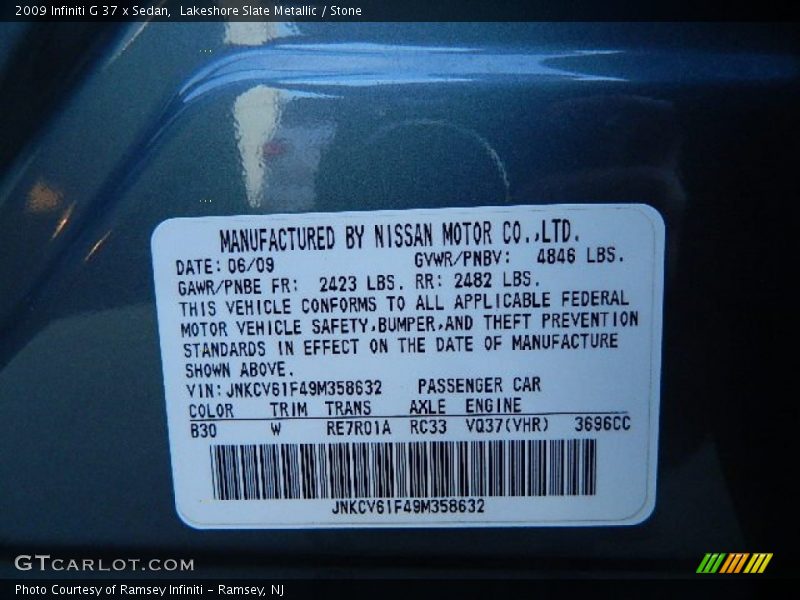 2009 Infiniti G 37 x Sedan,  Lakeshore Slate Metallic / Stone
MANUFACTURED BY NISSAN MOTOR CO.,LTD.
DATE: 06/09 GVWR/PNBV: 4846 LBS.
GAWR/PNBE FR: 2423 LBS. RR: 2482 LBS.
THIS VEHICLE CONFORMS TO ALL APPLICABLE FEDERAL
MOTOR VEHICLE SAFETY,BUMPER,AND THEFT PREVENTION
STANDARDS IN EFFECT ON THE DATE OF MANUFACTURE
SHOWN ABOVE.
VIN: JNKCV61F49M358632 PASSENGER CAR
COLOR TRIM TRANS AXLE ENGINE
B30 W RE7R01A RC33 VQ37(VHR) 3696CC
JNKCV61F49M358632
GTCARLOT.COM
Photo Courtesy of Ramsey Infiniti – Ramsey, NJ